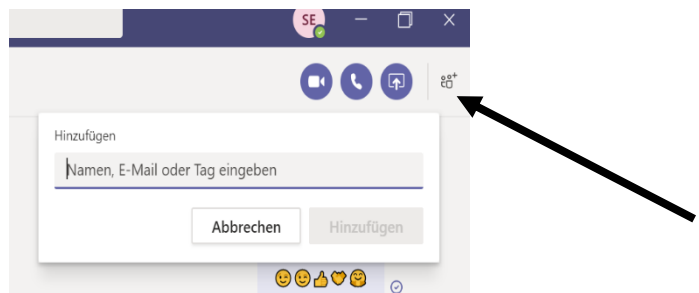 SE
Hinzufügen
Namen, E-Mail oder Tag eingeben
Abbrechen Hinzufügen